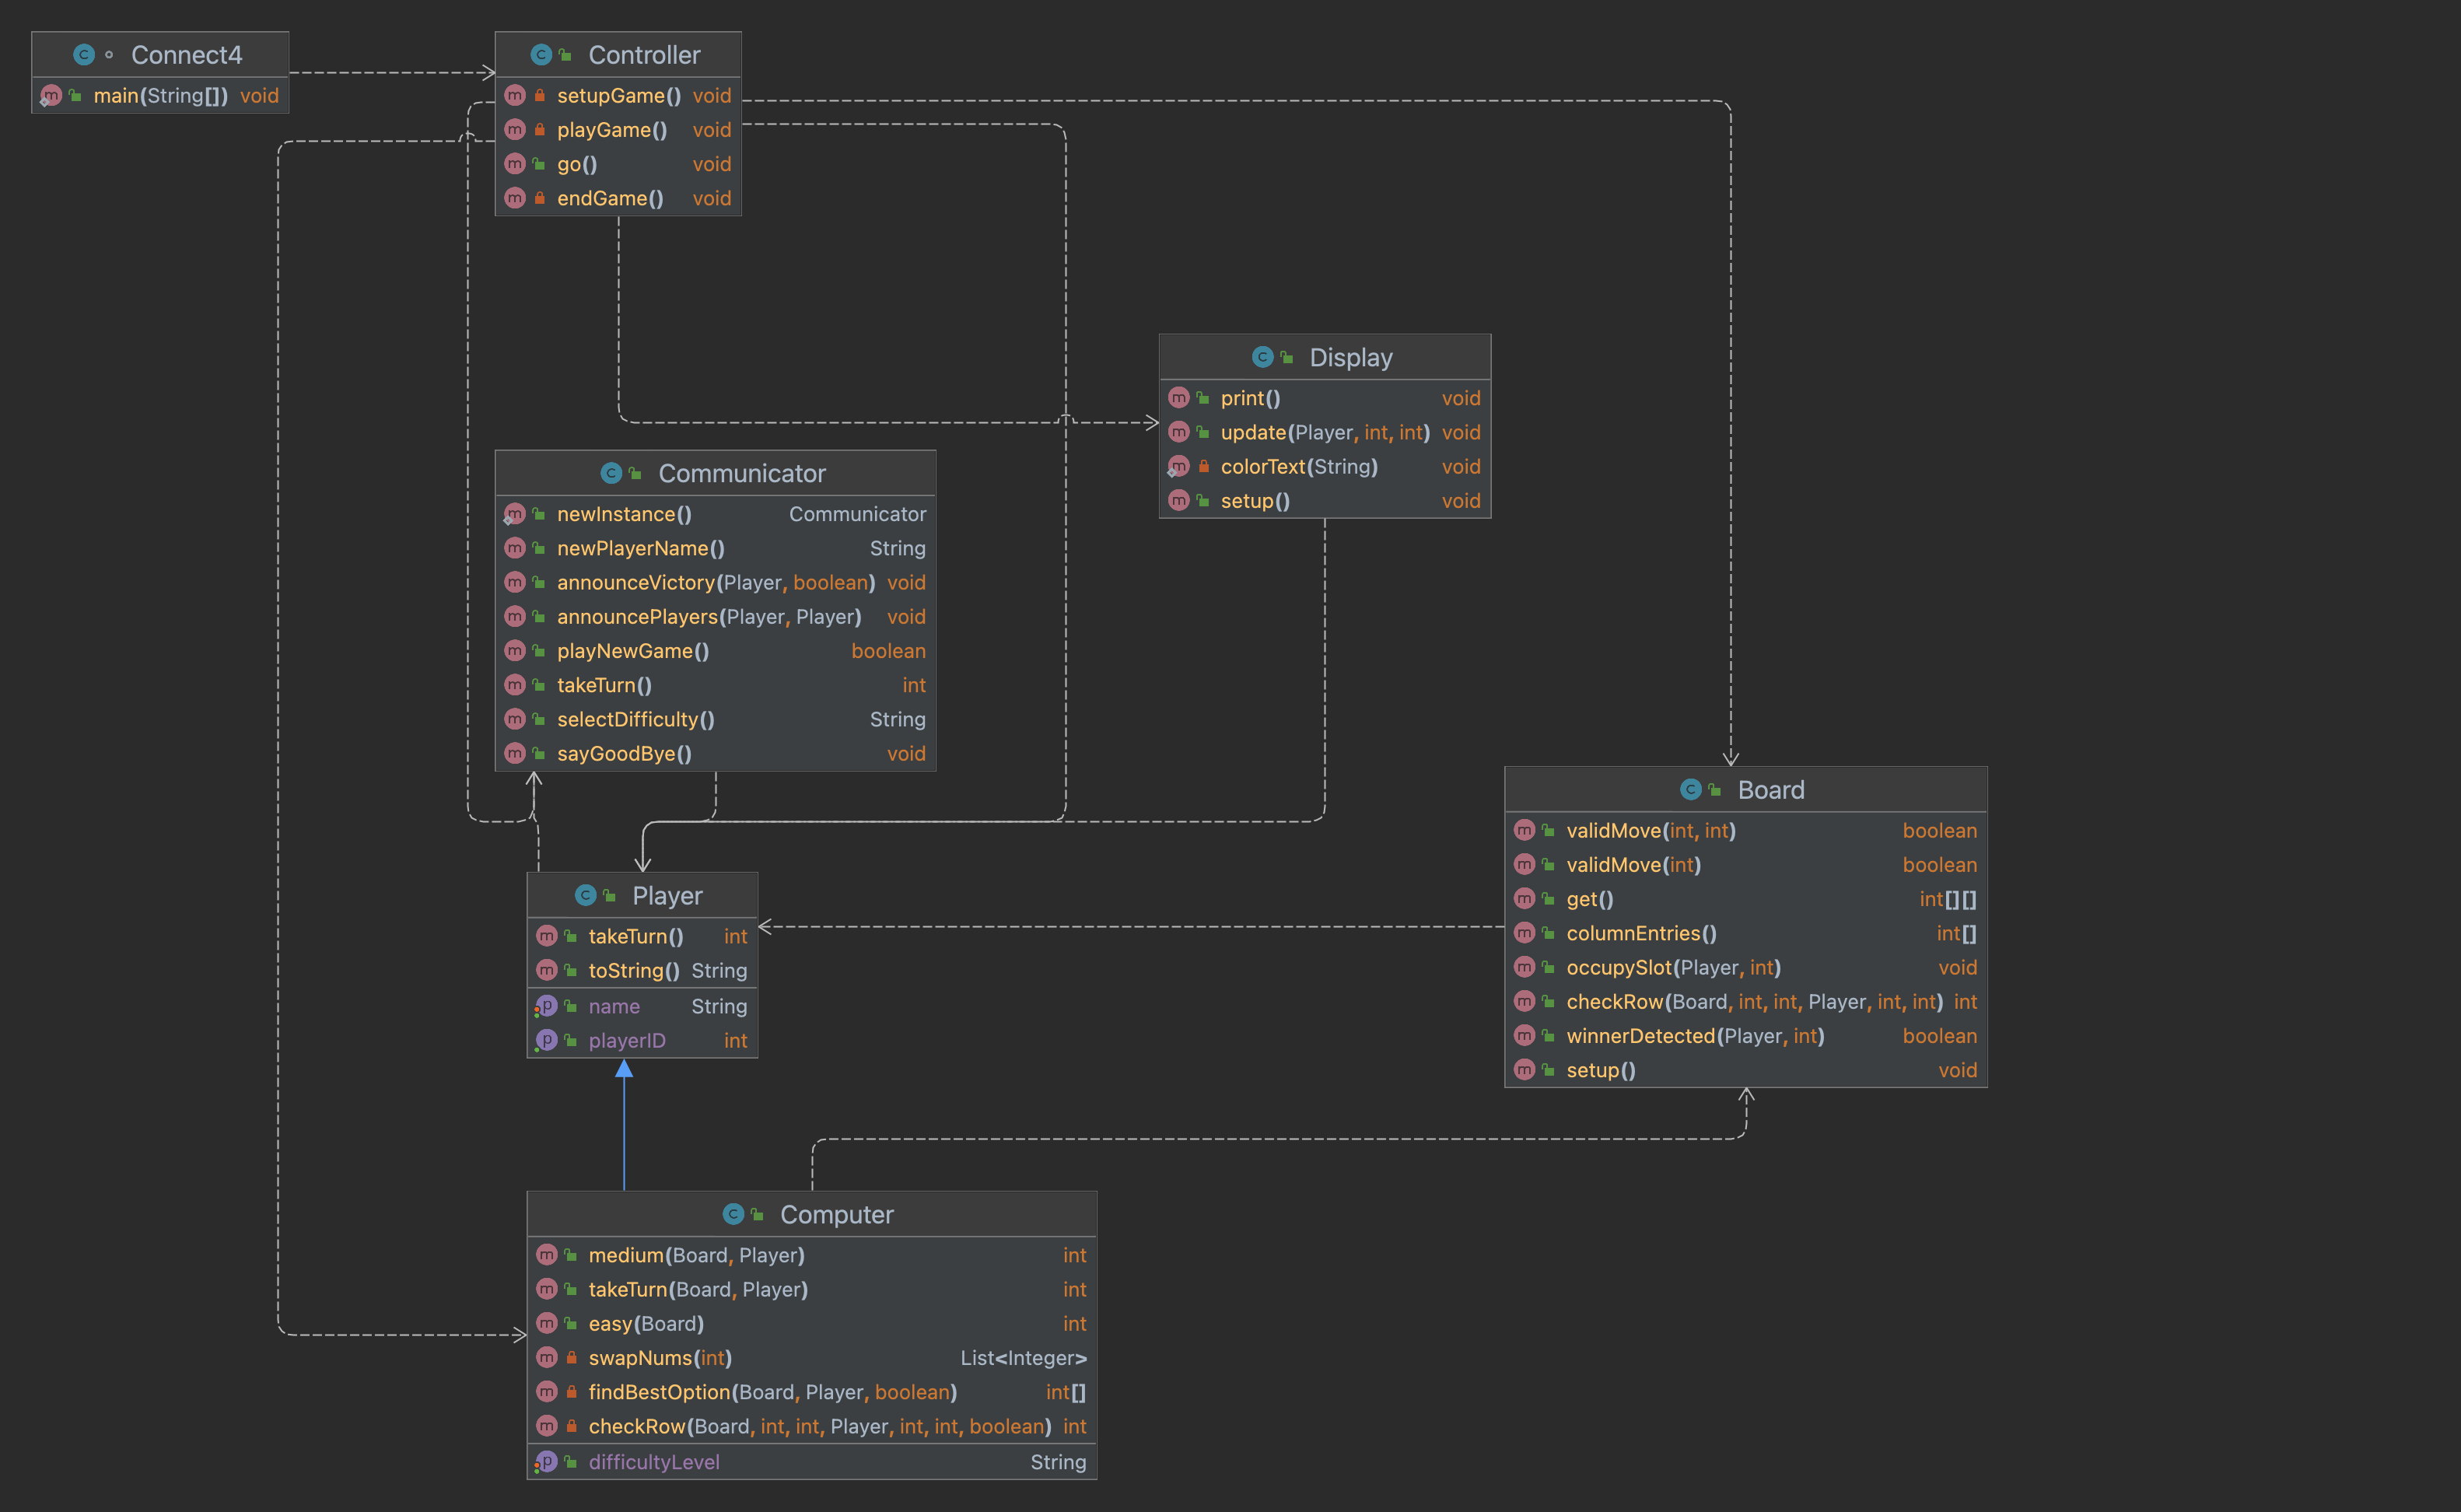 Connect4
main(String[]) void
Controller
setupGame() void
playGame() void
go() void
endGame() void
Display
print() void
update(Player, int, int) void
colorText(String) void
setup() void
Communicator
newInstance() Communicator
newPlayerName() String
announceVictory(Player, boolean) void
announcePlayers(Player, Player) void
playNewGame() boolean
takeTurn() int
selectDifficulty() String
sayGoodBye() void
Board
validMove(int, int) boolean
validMove(int) boolean
get() int[][]
columnEntries() int[]
occupySlot(Player, int) void
checkRow(Board, int, int, Player, int, int) int
winnerDetected(Player, int) boolean
setup() void
Player
takeTurn() int
toString() String
name String
playerID int
Computer
medium(Board, Player) int
takeTurn(Board, Player) int
easy(Board) int
swapNums(int) List<Integer>
findBestOption(Board, Player, boolean) int[]
checkRow(Board, int, int, Player, int, int, boolean) int
difficultyLevel String